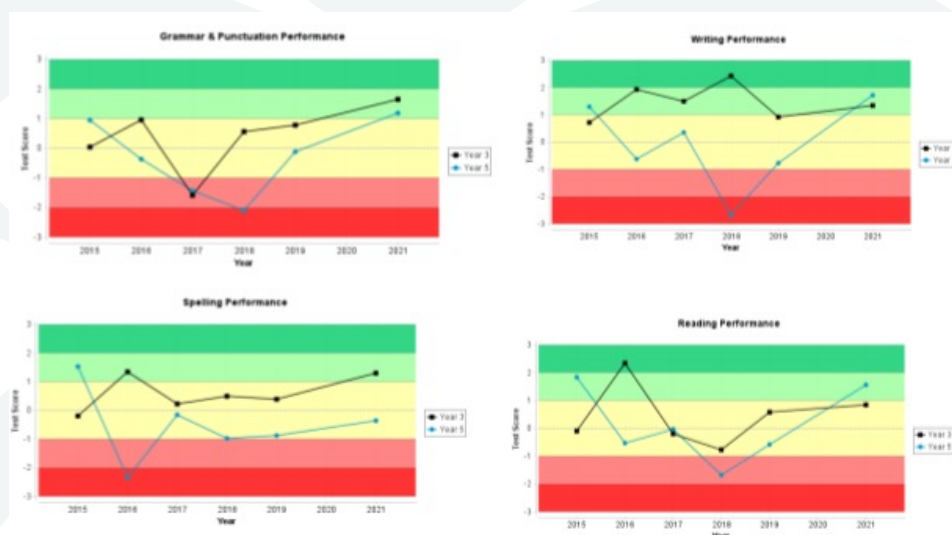 Grammar & Punctuation Performance
3
2
1
0
-1
-2
-3
Test Score
2015 2016 2017 2018 2019 2020 2021
Year
Year 3
Year 5
Writing Performance
3
2
1
0
-1
-2
-3
Test Score
2015 2016 2017 2018 2019 2020 2021
Year
Year
Year
Spelling Performance
3
2
1
0
-1
-2
-3
Test Score
2015 2016 2017 2018 2019 2020 2021
Year
Year 3
Year 5
Reading Performance
3
2
1
0
-1
-2
-3
Test Score
2015 2016 2017 2018 2019 2020 2021
Year
Year 3
Year 5